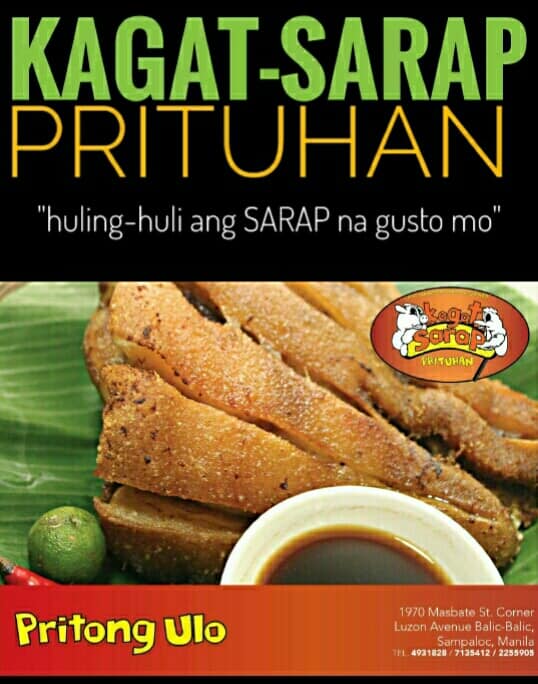 KAGAT-SARAP
PRITUHAN
"huling-huli ang SARAP na gusto mo"
kagat
sarap
PRITUHAN
Pritong Ulo
1970 Masbate St. Corner
Luzon Avenue Balic-Balic,
Sampaloc, Manila
TEL. 4931828 / 7135412 / 2255905